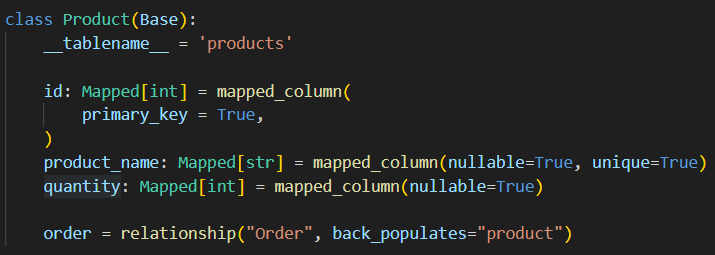 class Product(Base):
    __tablename__ = 'products'

    id: Mapped[int] = mapped_column(
        primary_key = True,
    )
    product_name: Mapped[str] = mapped_column(nullable=True, unique=True)
    quantity: Mapped[int] = mapped_column(nullable=True)

    order = relationship("Order", back_populates="product")